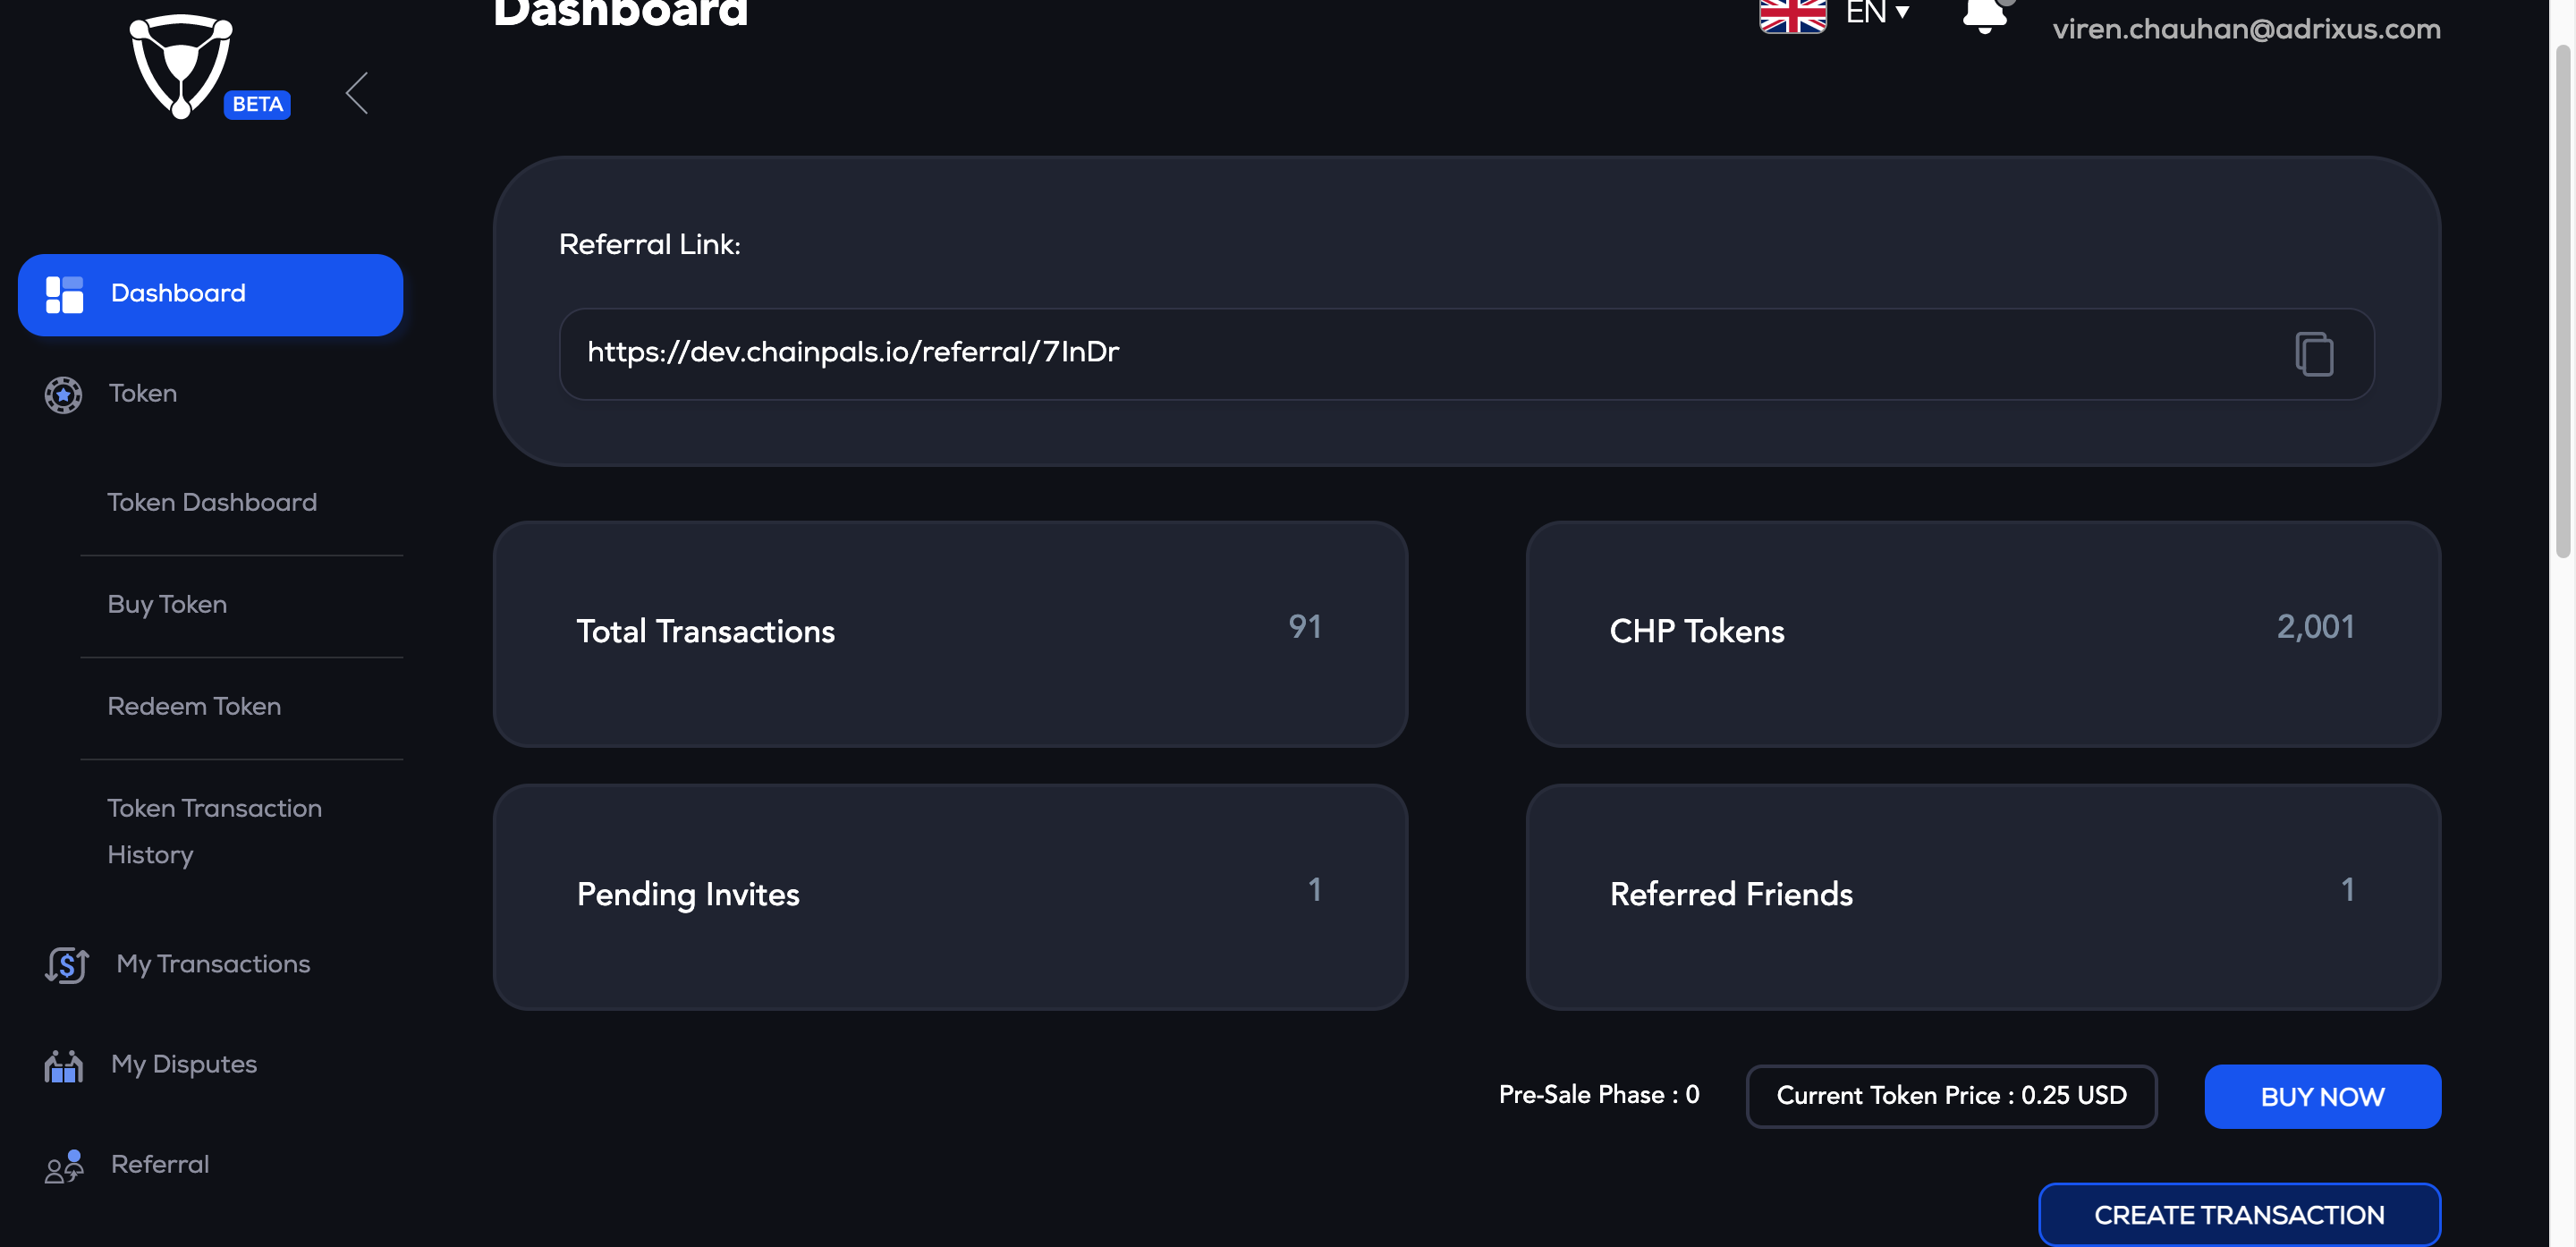 Dashboard
EN
viren.chauhan@adrixus.com
BETA
Dashboard
Token
Token Dashboard
Buy Token
Redeem Token
Token Transaction
History
My Transactions
My Disputes
Referral
Referral Link:
https://dev.chainpals.io/referral/7InDr
Total Transactions 91
CHP Tokens 2,001
Pending Invites 1
Referred Friends 1
Pre-Sale Phase : 0
Current Token Price : 0.25 USD
BUY NOW
CREATE TRANSACTION